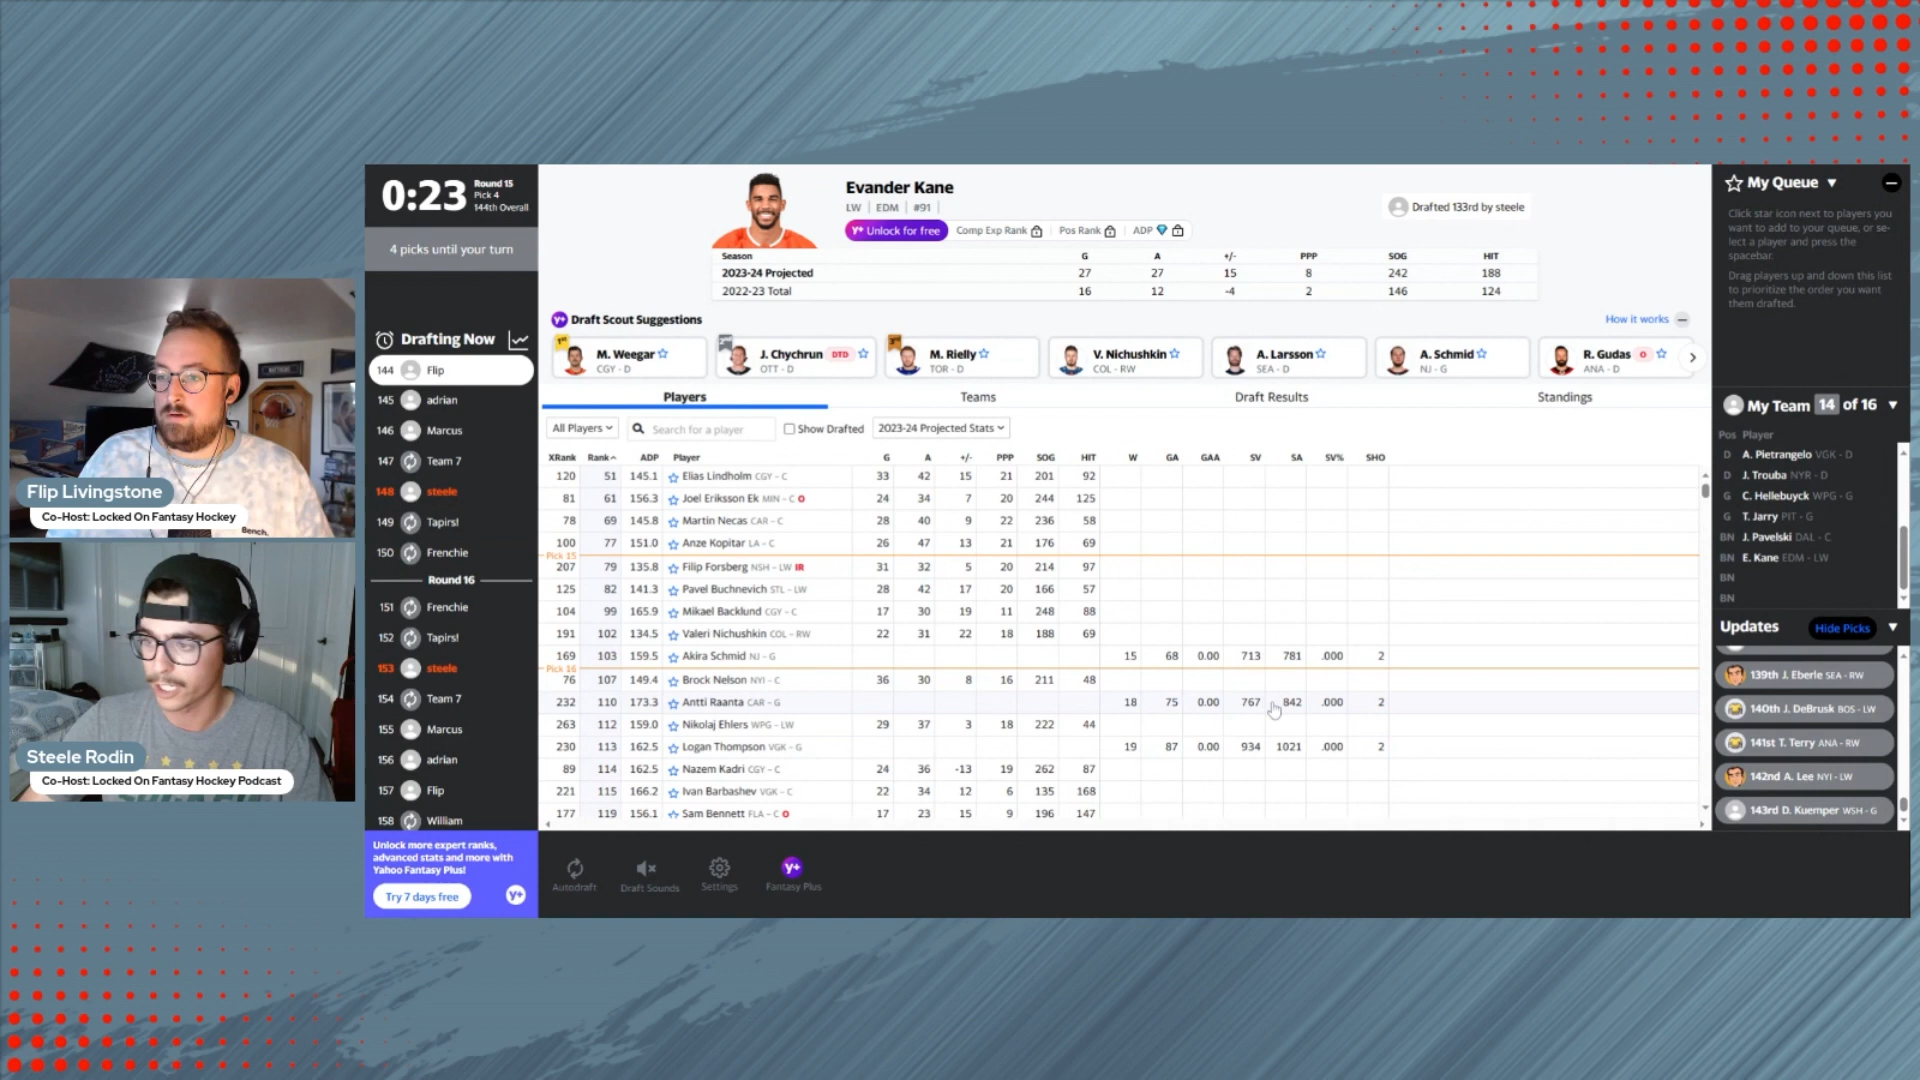 0:23
Round 15
Pick 4
144th Overall
4 picks until your turn
Drafting Now
144 Flip
145 adrian
146 Marcus
147 Team 7
148 steele
149 Tapirs!
150 Frenchie
Round 16
151 Frenchie
152 Tapirs!
153 steele
154 Team 7
155 Marcus
156 adrian
157 Flip
158 William
Unlock more expert ranks,
advanced stats and more with
Yahoo Fantasy Plus!
Try 7 days free
y+
Flip Livingstone
Co-Host: Locked On Fantasy Hockey
Bench.
Steele Rodin
Co-Host: Locked On Fantasy Hockey Podcast
Evander Kane
LW | EDM | #91
Y+ Unlock for free Comp Exp Rank | Pos Rank | ADP
Drafted 133rd by steele
Season G A +/- PPP SOG HIT
2023-24 Projected 27 27 15 8 242 188
2022-23 Total 16 12 -4 2 146 124
Draft Scout Suggestions
How it works
M. Weegar
CGY - D
J. Chychrun DTD
OTT - D
M. Rielly
TOR - D
V. Nichushkin
COL - RW
A. Larsson
SEA - D
A. Schmid
NJ - G
R. Gudas O
ANA - D
Players Teams Draft Results Standings
All Players Search for a player Show Drafted 2023-24 Projected Stats
XRank Rank ADP Player G A +/- PPP SOG HIT W GA GAA SV SA SV% SHO
120 51 145.1 Elias Lindholm CGY - C 33 42 15 21 201 92
81 61 156.3 Joel Eriksson Ek MIN - C O 24 34 7 20 244 125
78 69 145.8 Martin Necas CAR - C 28 40 9 22 236 58
100 77 151.0 Anze Kopitar LA - C 26 47 13 21 176 69
Pick 15
207 79 135.8 Filip Forsberg NSH - LW IR 31 32 5 20 214 97
125 82 141.3 Pavel Buchnevich STL - LW 28 42 17 20 166 57
104 99 165.9 Mikael Backlund CGY - C 17 30 19 11 248 88
191 102 134.5 Valeri Nichushkin COL - RW 22 31 22 18 188 69
169 103 159.5 Akira Schmid NJ - G 15 68 0.00 713 781 .000 2
Pick 16
76 107 149.4 Brock Nelson NYI - C 36 30 8 16 211 48
232 110 173.3 Antti Raanta CAR - G 18 75 0.00 767 842 .000 2
263 112 159.0 Nikolaj Ehlers WPG - LW 29 37 3 18 222 44
230 113 162.5 Logan Thompson VGK - G 19 87 0.00 934 1021 .000 2
89 114 162.5 Nazem Kadri CGY - C 24 36 -13 19 262 87
221 115 166.2 Ivan Barbashev VGK - C 22 34 12 6 135 168
177 119 156.1 Sam Bennett FLA - C O 17 23 15 9 196 147
Autodraft Draft Sounds Settings Fantasy Plus
My Queue
Click star icon next to players you
want to add to your queue, or se-
lect a player and press the
spacebar.
Drag players up and down this list
to prioritize the order you want
them drafted.
My Team 14 of 16
Pos Player
D A. Pietrangelo VGK - D
D J. Trouba NYR - D
G C. Hellebuyck WPG - G
G T. Jarry PIT - G
BN J. Pavelski DAL - C
BN E. Kane EDM - LW
BN
BN
Updates Hide Picks
139th J. Eberle SEA - RW
140th J. DeBrusk BOS - LW
141st T. Terry ANA - RW
142nd A. Lee NYI - LW
143rd D. Kuemper WSH - G